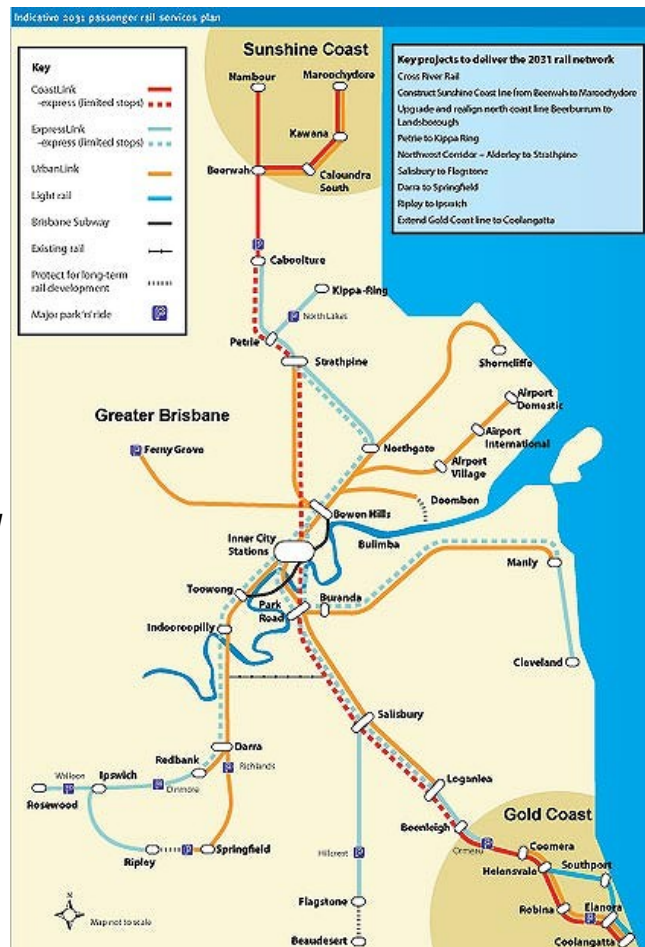 Indicative 2031 passenger rail services plan
Key
CoastLink
-express (limited stops)
ExpressLink
-express (limited stops)
UrbanLink
Light rail
Brisbane Subway
Existing rail
Protect for long-term
rail development
Major park 'n' ride
P
Key projects to deliver the 2031 rail network
Cross River Rail
Construct Sunshine Coast line from Beerwah to Maroochydore
Upgrade and realign north coast line Beerburrum to
Landsborough
Petrie to Kippa Ring
Northwest Corridor – Alderley to Strathpine
Salisbury to Flagstone
Darra to Springfield
Ripley to Ipswich
Extend Gold Coast line to Coolangatta
Sunshine Coast
Nambour
Maroochydore
Kawana
Beerwah
Caloundra
South
P
Caboolture
Kippa-Ring
P
North Lakes
Petrie
Strathpine
Shorncliffe
Airport
Domestic
Greater Brisbane
Airport
International
P
Ferny Grove
Northgate
Airport
Village
Doomben
Bowen Hills
Inner City
Stations
Bulimba
Manly
Toowong
Park
Road
Buranda
Indooroopilly
Cleveland
Salisbury
Darra
Redbank
P
Richlands
Loganlea
Welloon
P
Ipswich
P
Dinmore
Rosewood
Beenleigh
Gold Coast
Ormeau
P
Coomera
Helensvale
Southport
Ripley
P
Springfield
Hillcrest
P
Flagstone
Robina
P
Elanora
Beaudesert
Coolangatta
N
Map not to scale